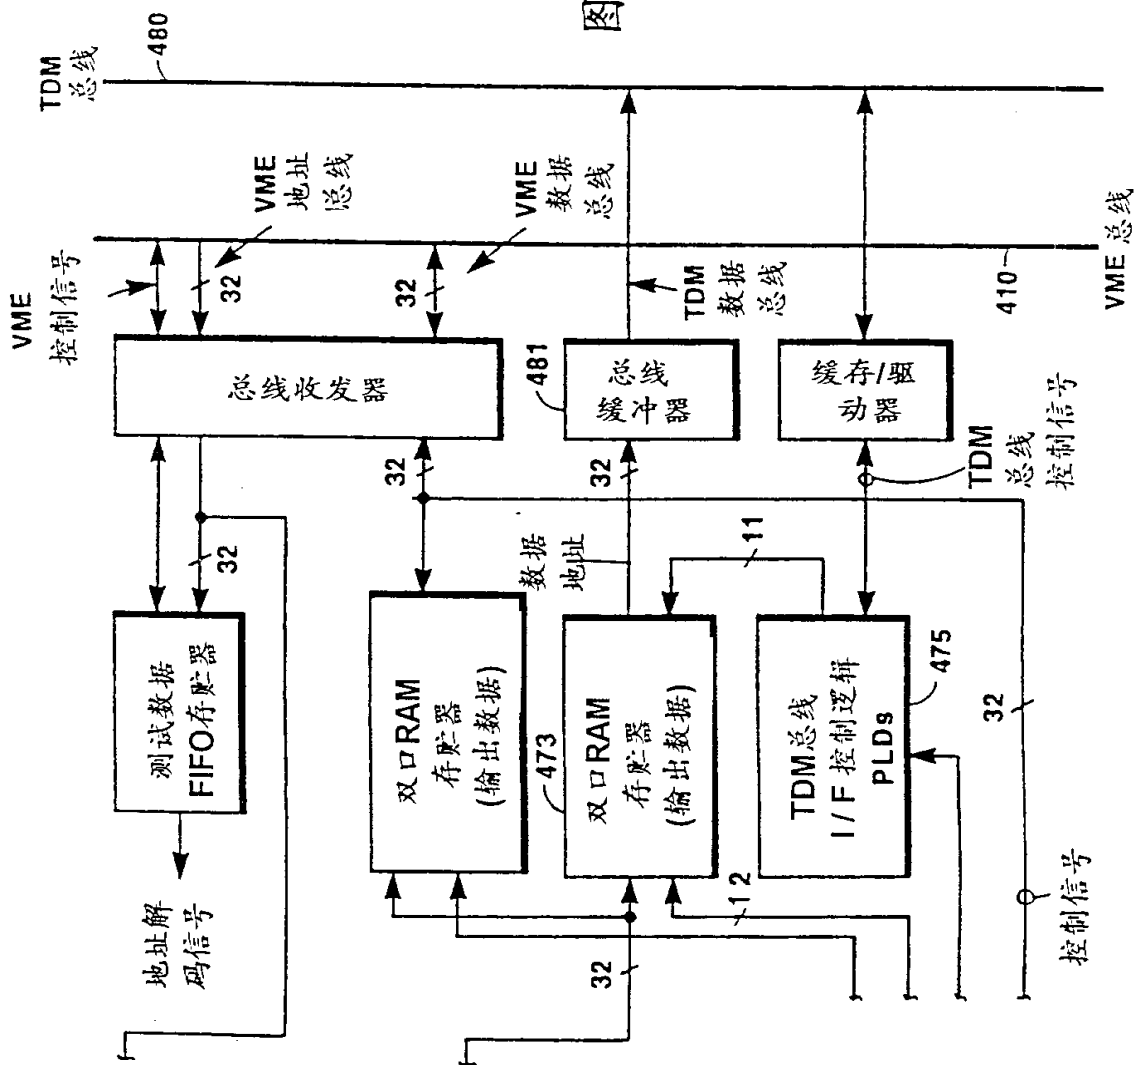 图
TDM
总线
480
VME
控制信号
VME
地址
总线
32
VME
数据
总线
32
TDM
数据
总线
410
VME 总线
总线收发器
481
总线
缓冲器
缓存/驱
动器
32
32
32
数据
地址
11
TDM
总线
控制信号
测试数据
FIFO存贮器
双口RAM
存贮器
(输出数据)
473
双口RAM
存贮器
(输出数据)
TDM总线
I/F控制逻辑
PLDs
475
32
地址解
码信号
32
12
控制信号